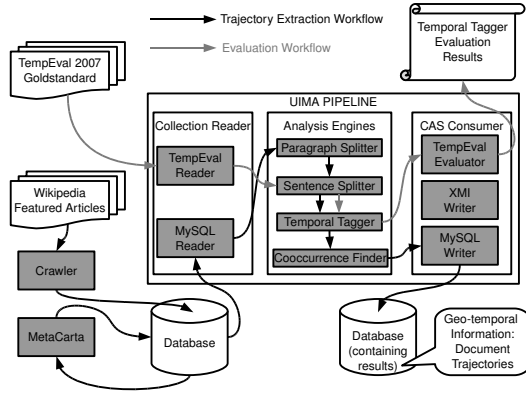 Trajectory Extraction Workflow
Evaluation Workflow
TempEval 2007
Goldstandard
Temporal Tagger
Evaluation
Results
UIMA PIPELINE
Collection Reader
TempEval
Reader
MySQL
Reader
Analysis Engines
Paragraph Splitter
Sentence Splitter
Temporal Tagger
Cooccurrence Finder
CAS Consumer
TempEval
Evaluator
XMI
Writer
MySQL
Writer
Wikipedia
Featured Articles
Crawler
MetaCarta
Database
Database
(containing
results)
Geo-temporal
Information:
Document
Trajectories